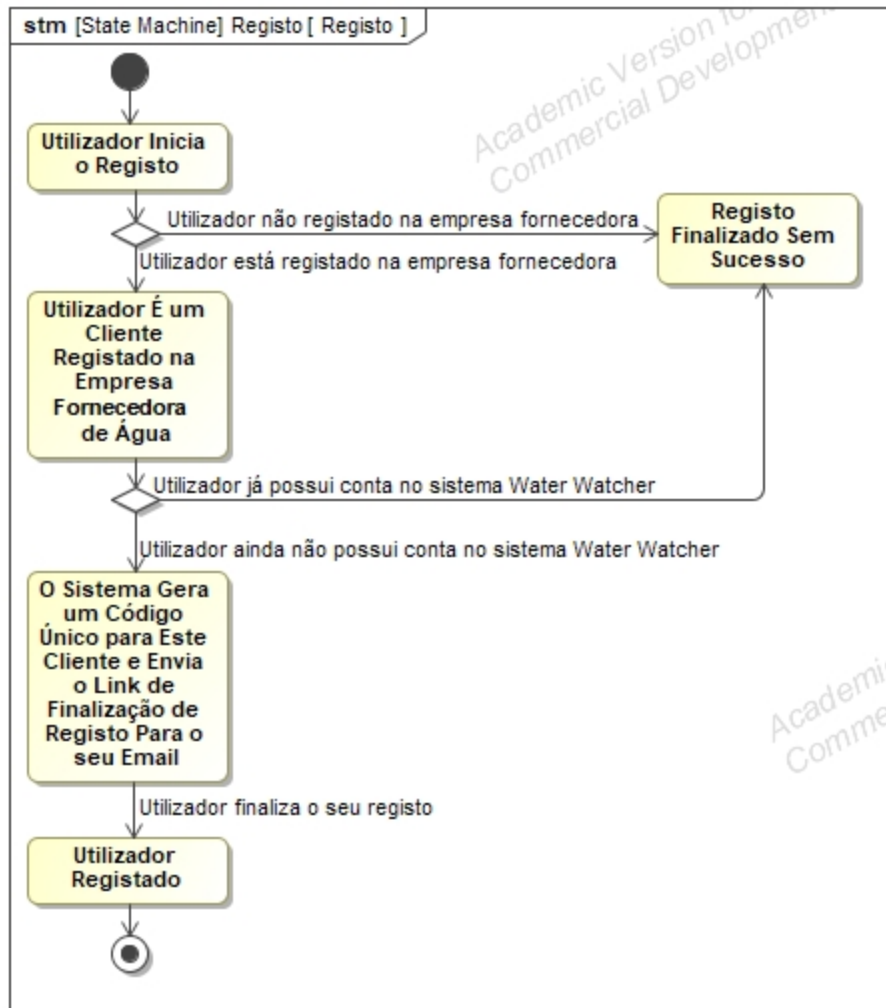 stm [State Machine] Registo [ Registo ]
Academic Version for
Commercial Development
Utilizador Inicia
o Registo
Utilizador não registado na empresa fornecedora
Registo
Finalizado Sem
Sucesso
Utilizador está registado na empresa fornecedora
Utilizador É um
Cliente
Registado na
Empresa
Fornecedora
de Água
Utilizador já possui conta no sistema Water Watcher
Utilizador ainda não possui conta no sistema Water Watcher
O Sistema Gera
um Código
Único para Este
Cliente e Envia
o Link de
Finalização de
Registo Para o
seu Email
Academi
Comme
Utilizador finaliza o seu registo
Utilizador
Registado